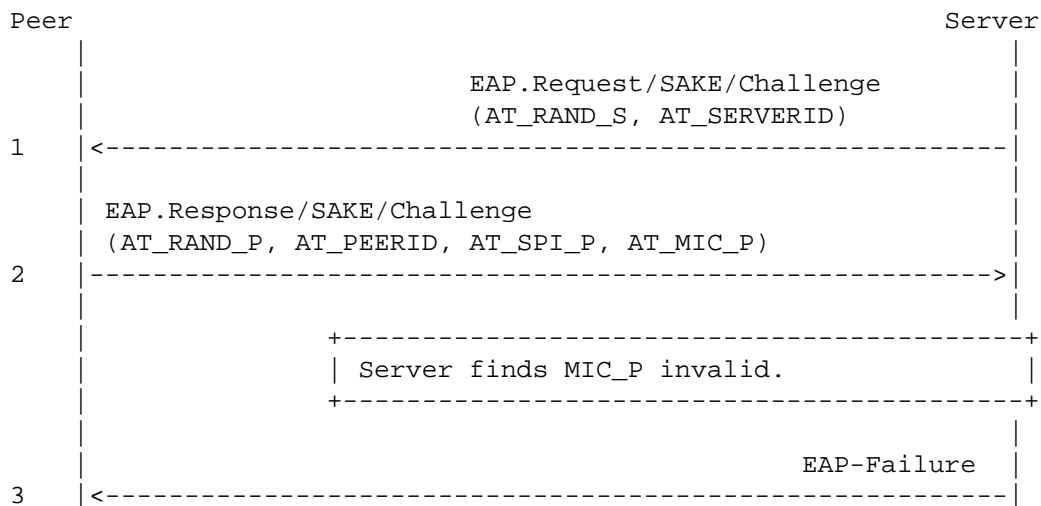 Peer Server
EAP.Request/SAKE/Challenge
(AT_RAND_S, AT_SERVERID)
1
EAP.Response/SAKE/Challenge
(AT_RAND_P, AT_PEERID, AT_SPI_P, AT_MIC_P)
2
Server finds MIC_P invalid.
EAP-Failure
3